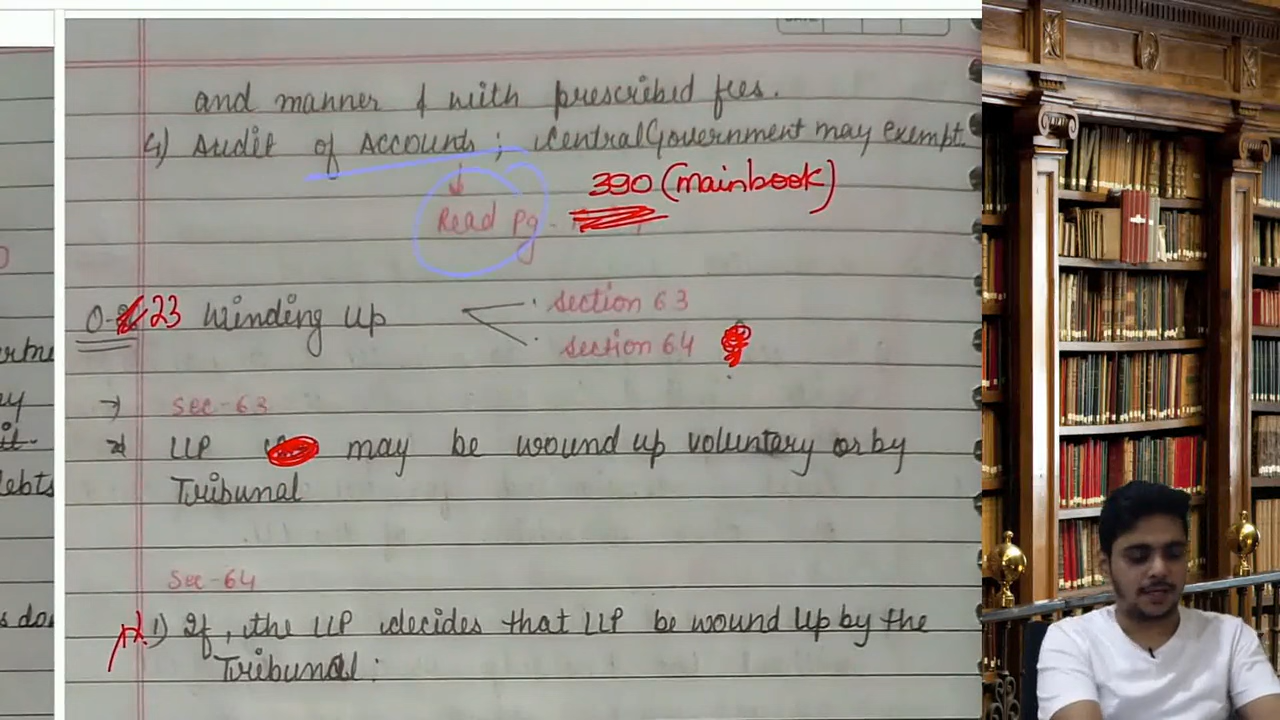 and manner & with prescribed fees.
4) Audit of Accounts; Central Government may exempt.
390 (mainbook)
Read pg.
Q-23 Winding Up
Section 63
Section 64
Sec-63
LLP may be wound up voluntary or by
Tribunal
Sec-64
1) If, the LLP decides that LLP be wound up by the
Tribunal:
ebts
s do